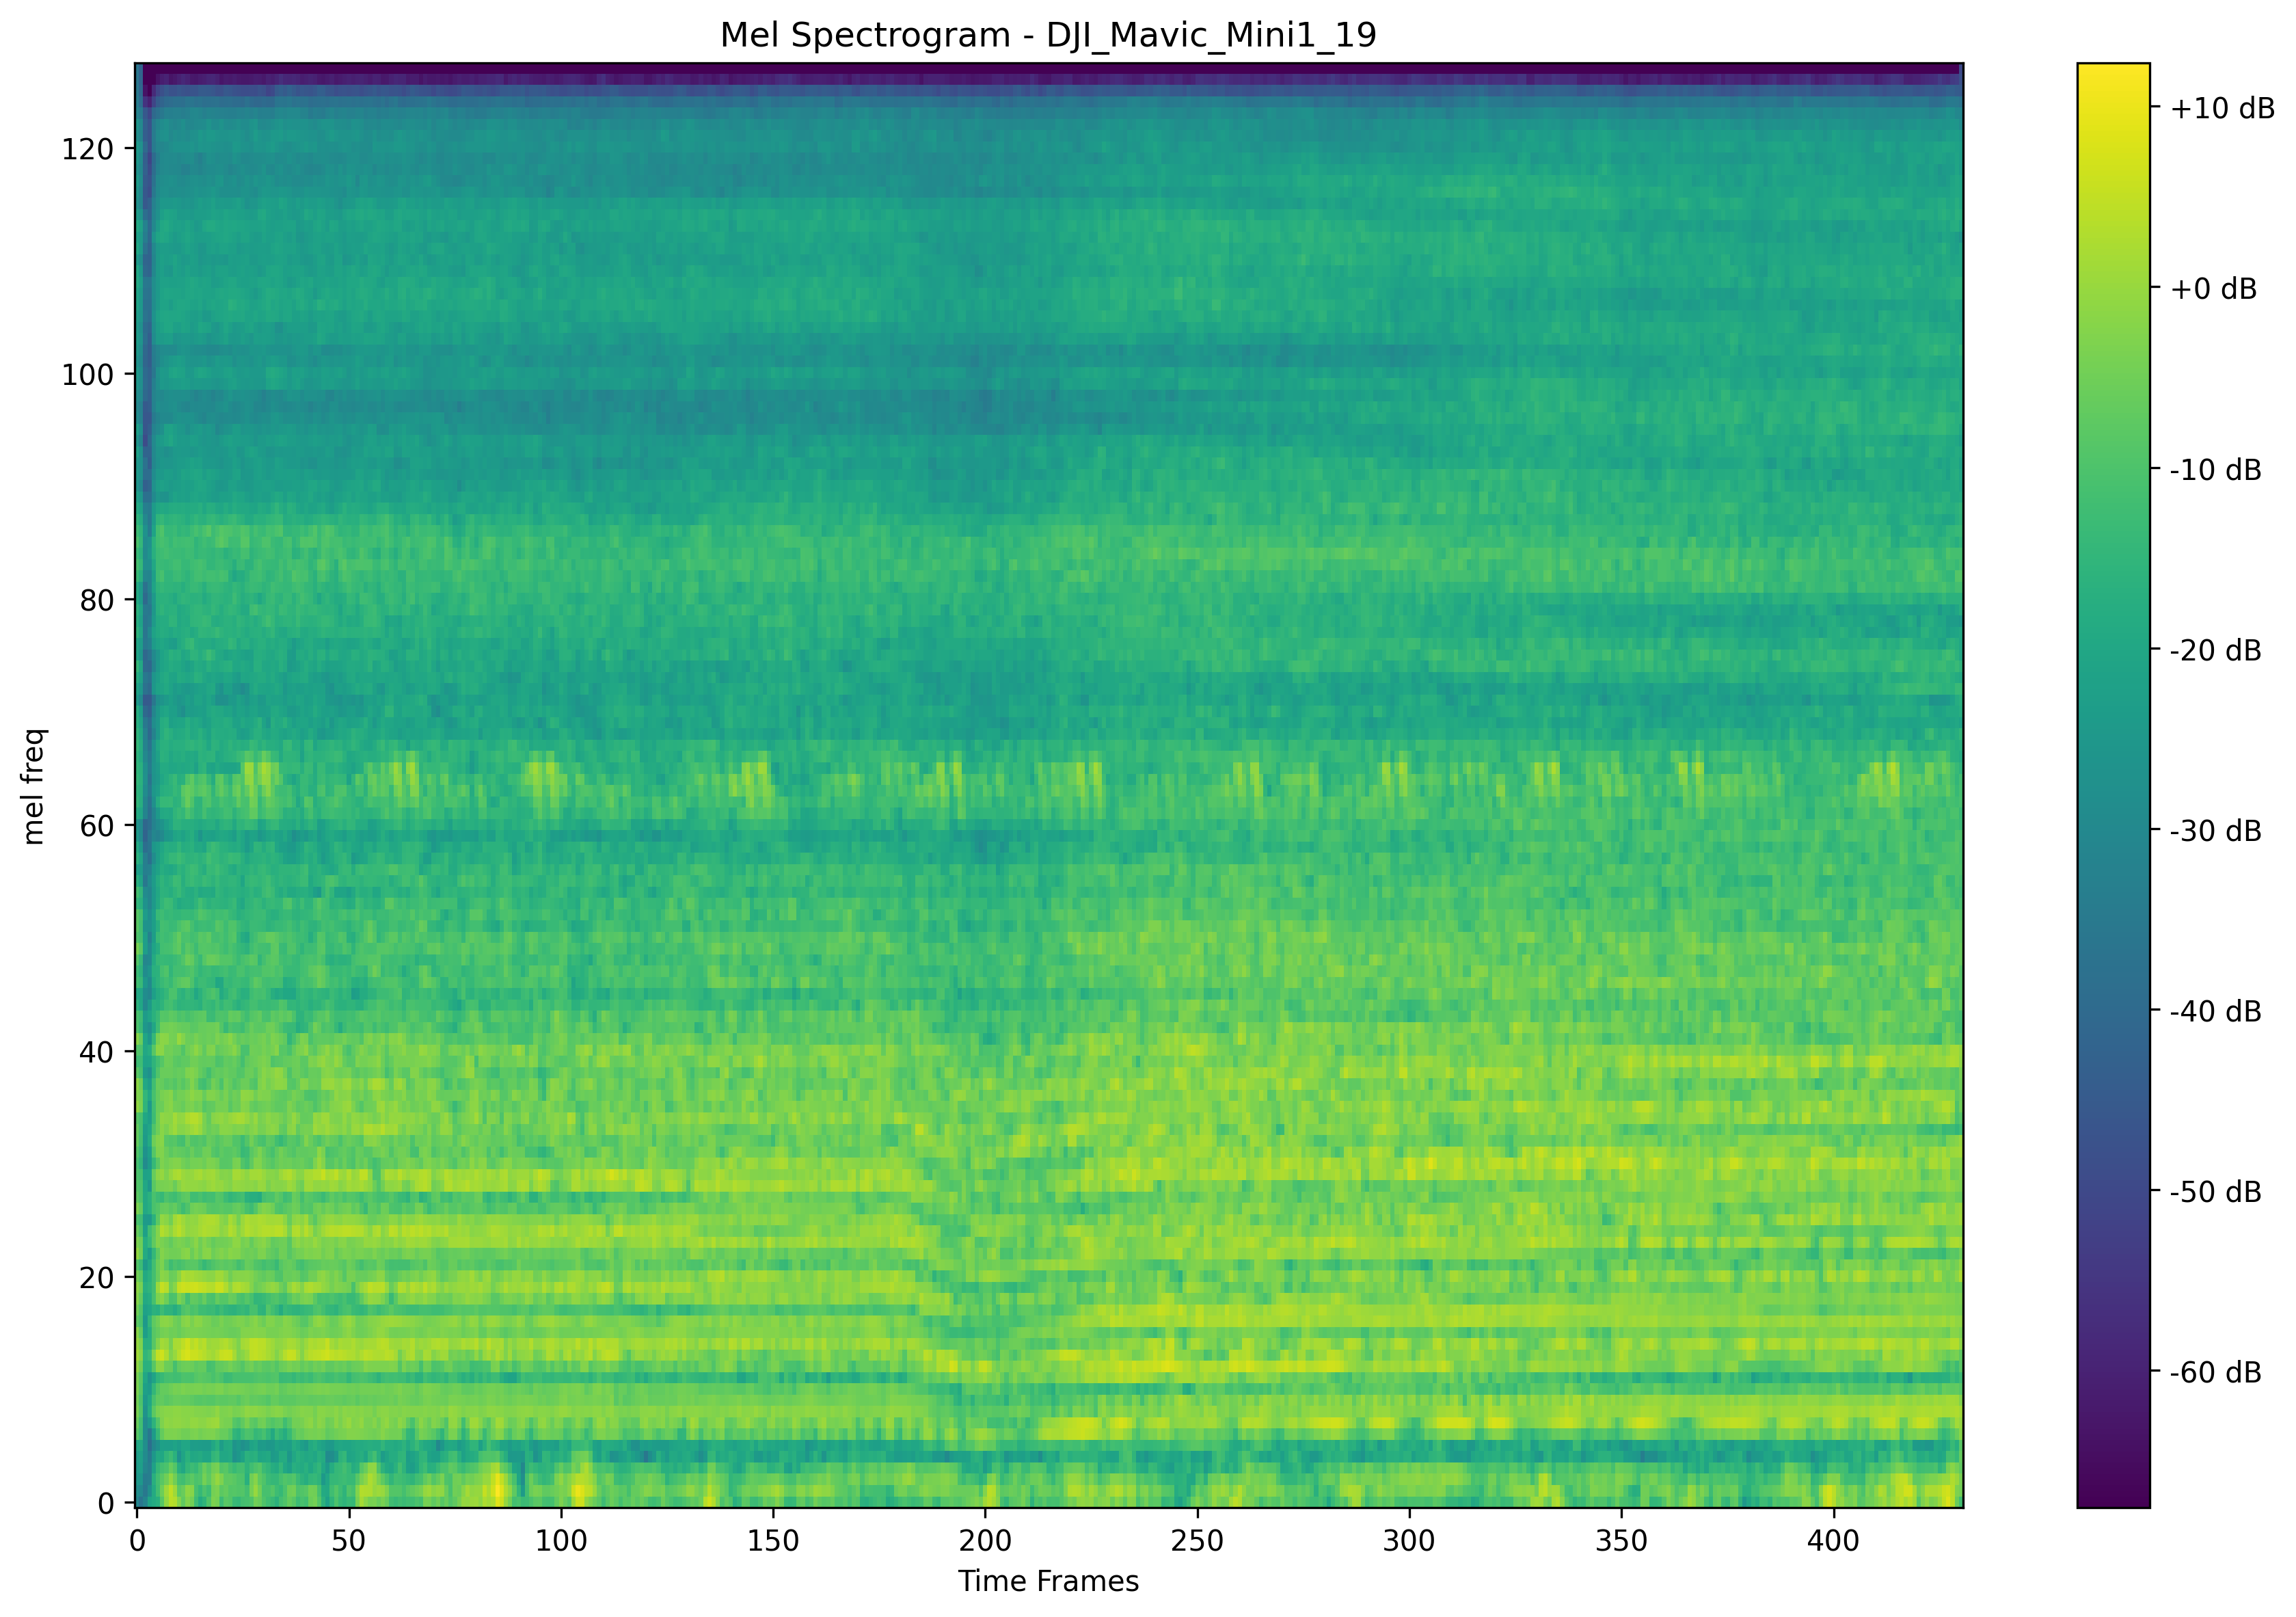 Mel Spectrogram - DJI_Mavic_Mini1_19
mel freq
120
100
80
60
40
20
0
0 50 100 150 200 250 300 350 400
Time Frames
+10 dB
+0 dB
-10 dB
-20 dB
-30 dB
-40 dB
-50 dB
-60 dB